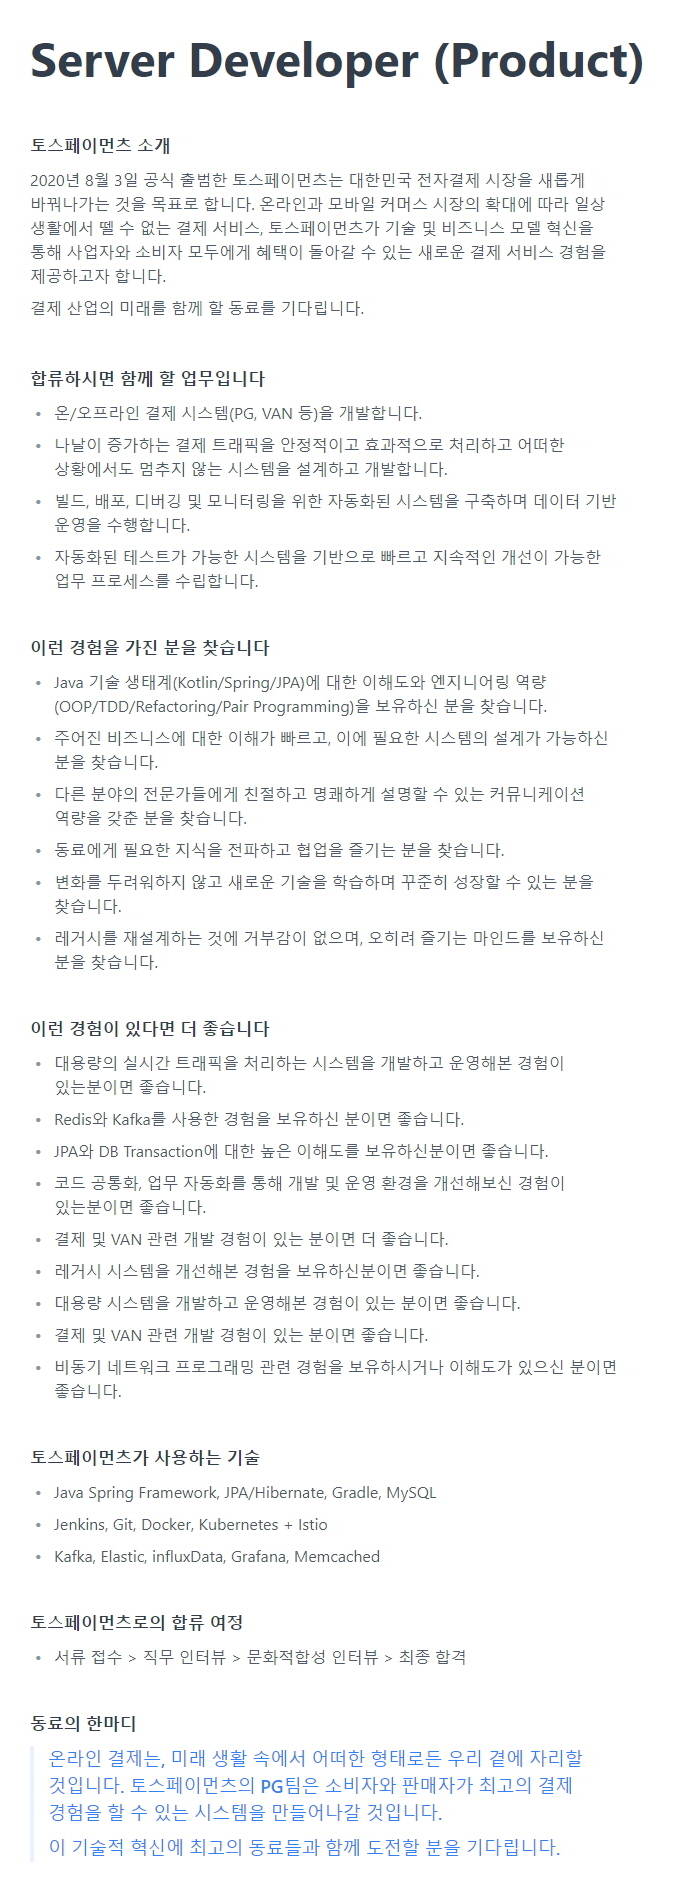 Server Developer (Product)
토스페이먼츠 소개
2020년 8월 3일 공식 출범한 토스페이먼츠는 대한민국 전자결제 시장을 새롭게
바꿔나가는 것을 목표로 합니다. 온라인과 모바일 커머스 시장의 확대에 따라 일상
생활에서 뗄 수 없는 결제 서비스, 토스페이먼츠가 기술 및 비즈니스 모델 혁신을
통해 사업자와 소비자 모두에게 혜택이 돌아갈 수 있는 새로운 결제 서비스 경험을
제공하고자 합니다.
결제 산업의 미래를 함께 할 동료를 기다립니다.
합류하시면 함께 할 업무입니다
• 온/오프라인 결제 시스템(PG, VAN 등)을 개발합니다.
• 나날이 증가하는 결제 트래픽을 안정적이고 효과적으로 처리하고 어떠한
상황에서도 멈추지 않는 시스템을 설계하고 개발합니다.
• 빌드, 배포, 디버깅 및 모니터링을 위한 자동화된 시스템을 구축하며 데이터 기반
운영을 수행합니다.
• 자동화된 테스트가 가능한 시스템을 기반으로 빠르고 지속적인 개선이 가능한
업무 프로세스를 수립합니다.
이런 경험을 가진 분을 찾습니다
• Java 기술 생태계(Kotlin/Spring/JPA)에 대한 이해도와 엔지니어링 역량
(OOP/TDD/Refactoring/Pair Programming)을 보유하신 분을 찾습니다.
• 주어진 비즈니스에 대한 이해가 빠르고, 이에 필요한 시스템의 설계가 가능하신
분을 찾습니다.
• 다른 분야의 전문가들에게 친절하고 명쾌하게 설명할 수 있는 커뮤니케이션
역량을 갖춘 분을 찾습니다.
• 동료에게 필요한 지식을 전파하고 협업을 즐기는 분을 찾습니다.
• 변화를 두려워하지 않고 새로운 기술을 학습하며 꾸준히 성장할 수 있는 분을
찾습니다.
• 레거시를 재설계하는 것에 거부감이 없으며, 오히려 즐기는 마인드를 보유하신
분을 찾습니다.
이런 경험이 있다면 더 좋습니다
• 대용량의 실시간 트래픽을 처리하는 시스템을 개발하고 운영해본 경험이
있는분이면 좋습니다.
• Redis와 Kafka를 사용한 경험을 보유하신 분이면 좋습니다.
• JPA와 DB Transaction에 대한 높은 이해도를 보유하신분이면 좋습니다.
• 코드 공통화, 업무 자동화를 통해 개발 및 운영 환경을 개선해보신 경험이
있는분이면 좋습니다.
• 결제 및 VAN 관련 개발 경험이 있는 분이면 더 좋습니다.
• 레거시 시스템을 개선해본 경험을 보유하신분이면 좋습니다.
• 대용량 시스템을 개발하고 운영해본 경험이 있는 분이면 좋습니다.
• 결제 및 VAN 관련 개발 경험이 있는 분이면 좋습니다.
• 비동기 네트워크 프로그래밍 관련 경험을 보유하시거나 이해도가 있으신 분이면
좋습니다.
토스페이먼츠가 사용하는 기술
• Java Spring Framework, JPA/Hibernate, Gradle, MySQL
• Jenkins, Git, Docker, Kubernetes + Istio
• Kafka, Elastic, influxData, Grafana, Memcached
토스페이먼츠로의 합류 여정
• 서류 접수 > 직무 인터뷰 > 문화적합성 인터뷰 > 최종 합격
동료의 한마디
온라인 결제는, 미래 생활 속에서 어떠한 형태로든 우리 곁에 자리할
것입니다. 토스페이먼츠의 PG팀은 소비자와 판매자가 최고의 결제
경험을 할 수 있는 시스템을 만들어나갈 것입니다.
이 기술적 혁신에 최고의 동료들과 함께 도전할 분을 기다립니다.